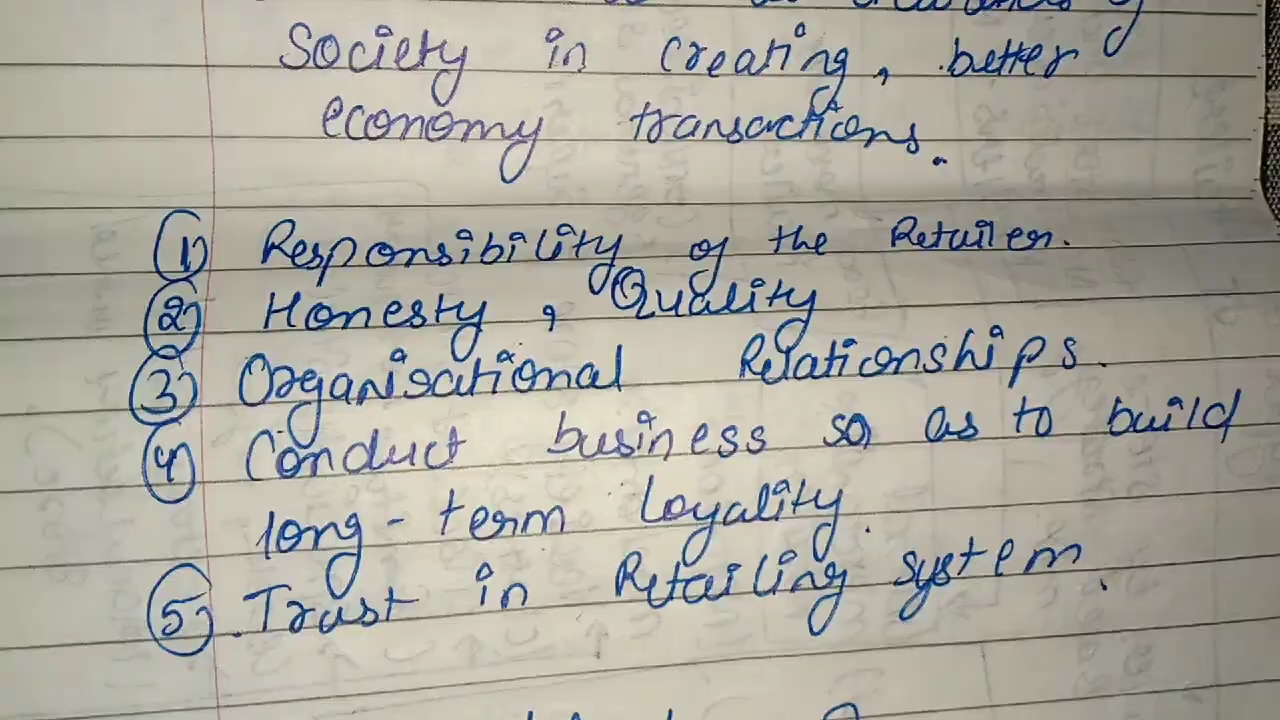 Society in creating, better
economy transactions.
① Responsibility of the Retailer.
② Honesty, Quality
③ Organisational Relationships.
④ Conduct business so as to build
long-term loyality.
⑤ Trust in Retailing system.